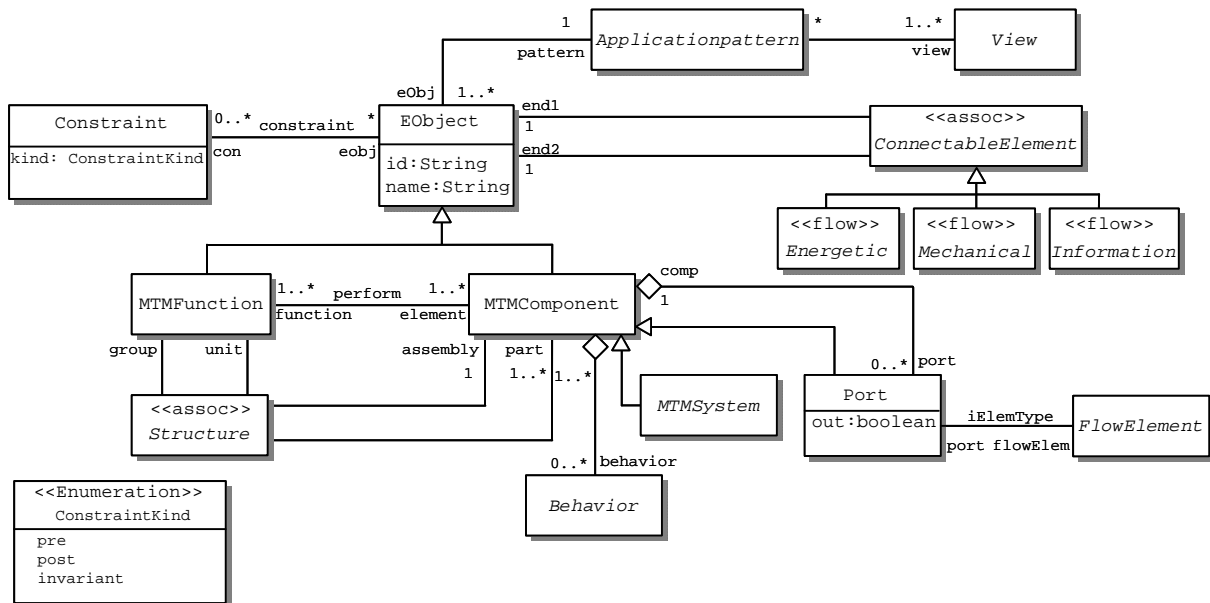 1
pattern
Applicationpattern
*
1..*
view
View
eObj
1..*
Constraint
kind: ConstraintKind
0..*
constraint
*
con
eobj
EObject
id:String
name:String
end1
1
end2
1
<<assoc>>
ConnectableElement
<<flow>>
Energetic
<<flow>>
Mechanical
<<flow>>
Information
MTMFunction
1..*
perform
1..*
function
element
MTMComponent
comp
1
group
unit
assembly
part
1
1..*
1..*
0..*
port
<<assoc>>
Structure
MTMSystem
Port
out:boolean
iElemType
port
flowElem
FlowElement
0..*
behavior
Behavior
<<Enumeration>>
ConstraintKind
pre
post
invariant